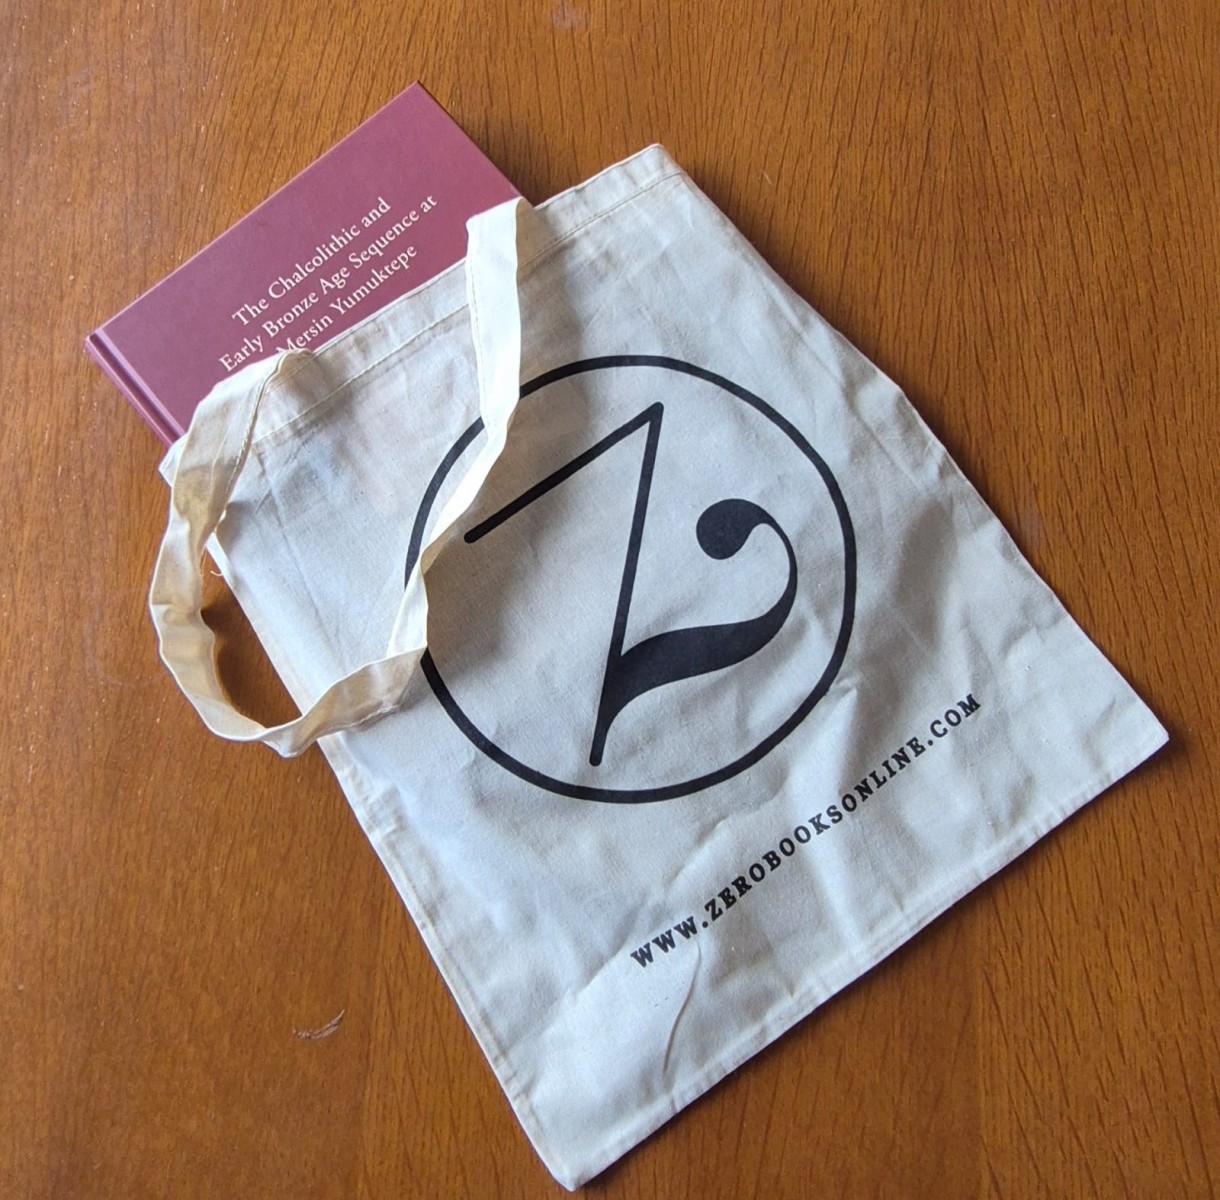 The Chalcolithic and
Early Bronze Age Sequence at
Mersin Yumuktepe
Z
WWW.ZEROBOOKSONLINE.COM